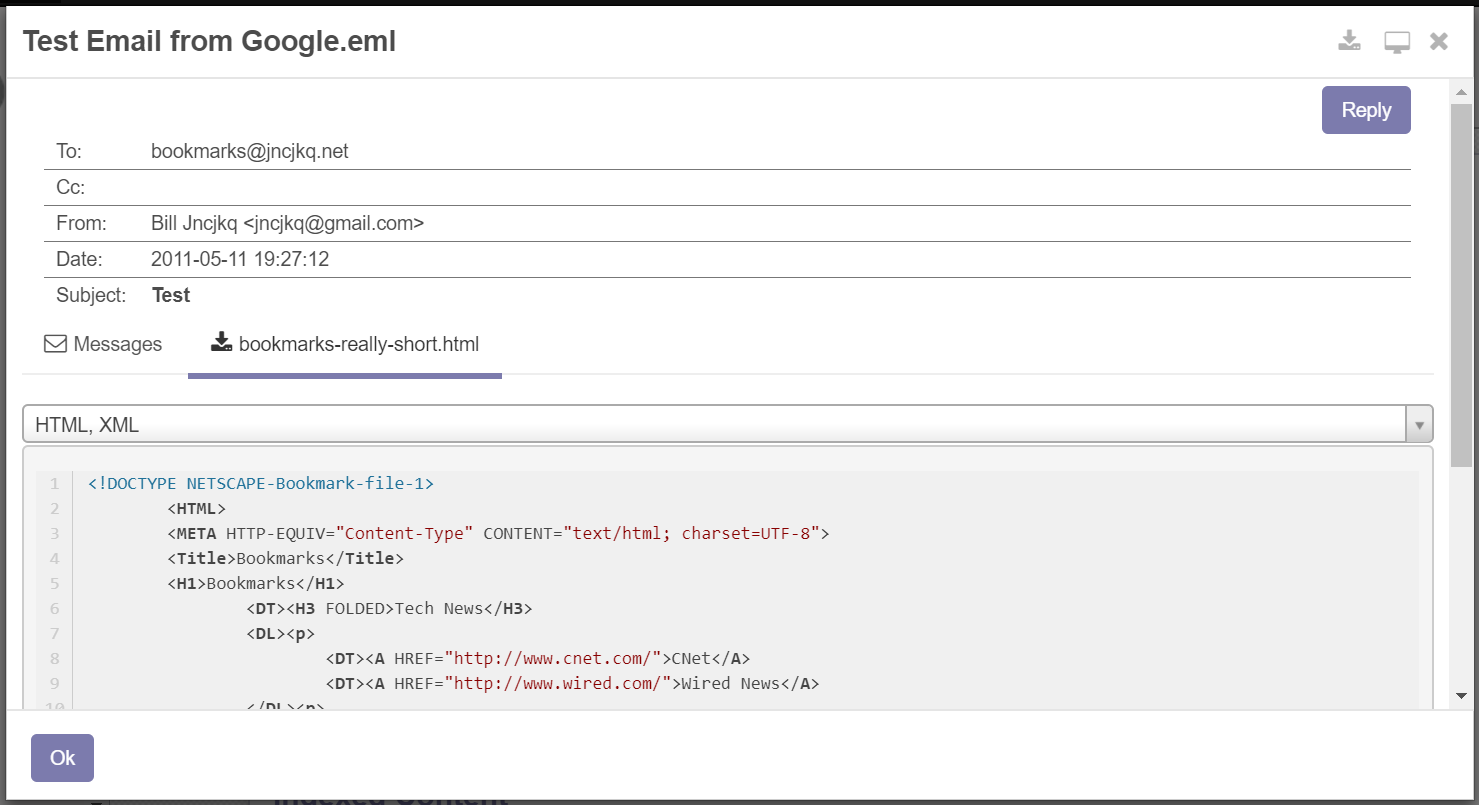 Test Email from Google.eml
Reply
To: bookmarks@jncjkq.net
Cc:
From: Bill Jncjkq <jncjkq@gmail.com>
Date: 2011-05-11 19:27:12
Subject: Test
Messages bookmarks-really-short.html
HTML, XML
1 <!DOCTYPE NETSCAPE-Bookmark-file-1>
2 <HTML>
3 <META HTTP-EQUIV="Content-Type" CONTENT="text/html; charset=UTF-8">
4 <Title>Bookmarks</Title>
5 <H1>Bookmarks</H1>
6 <DT><H3 FOLDED>Tech News</H3>
7 <DL><p>
8 <DT><A HREF="http://www.cnet.com/">CNet</A>
9 <DT><A HREF="http://www.wired.com/">Wired News</A>
10 </DL><p>
Ok
Indexed Content